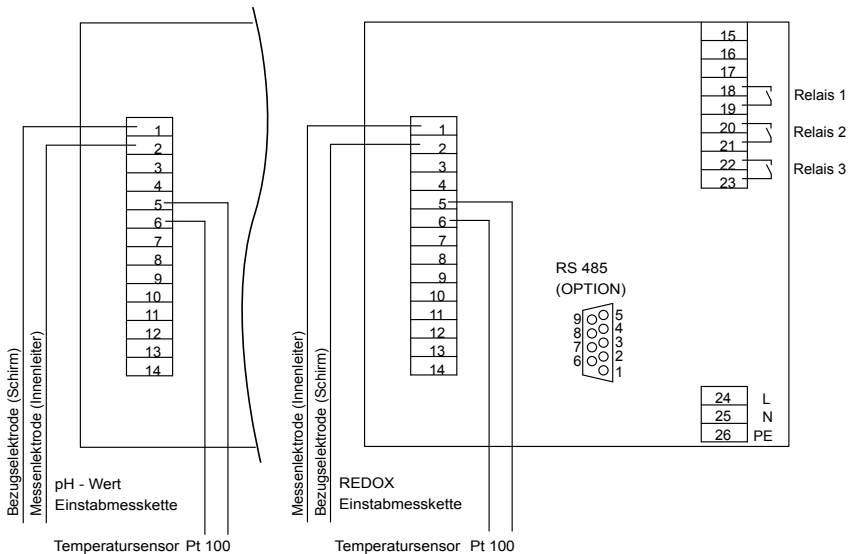 1
2
3
4
5
6
7
8
9
10
11
12
13
14
Bezugselektrode (Schirm)
Messenlektrode (Innenleiter)
pH - Wert
Einstabmesskette
Temperatursensor Pt 100
1
2
3
4
5
6
7
8
9
10
11
12
13
14
Messenlektrode (Innenleiter)
Bezugselektrode (Schirm)
REDOX
Einstabmesskette
Temperatursensor Pt 100
15
16
17
18
19
20
21
22
23
Relais 1
Relais 2
Relais 3
RS 485
(OPTION)
9 5
8 4
7 3
6 2
1
24 L
25 N
26 PE